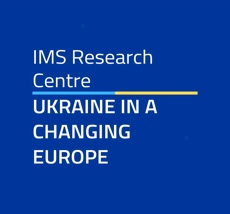 IMS Research
Centre
UKRAINE IN A
CHANGING
EUROPE